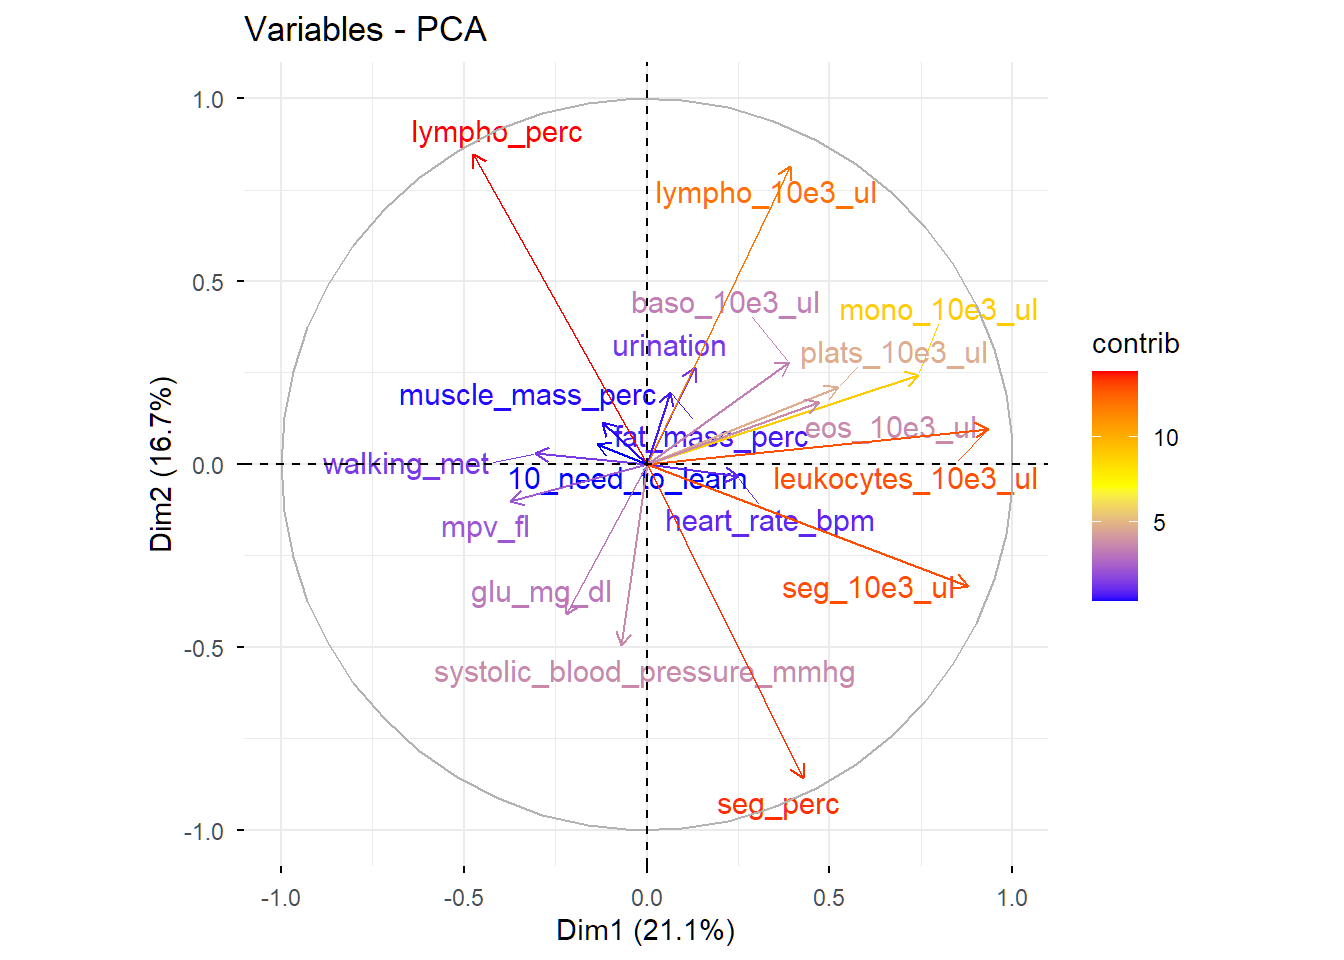 Variables - PCA
1.0
lympho_perc
lympho_10e3_ul
0.5
baso_10e3_ul
mono_10e3_ul
urination
plats_10e3_ul
contrib
muscle_mass_perc
fat_mass_perc
eos_10e3_ul
10
0.0
walking_met
10_need_to_learn
leukocytes_10e3_ul
mpv_fl
heart_rate_bpm
5
glu_mg_dl
seg_10e3_ul
-0.5
systolic_blood_pressure_mmhg
seg_perc
-1.0
Dim2 (16.7%)
-1.0
-0.5
0.0
0.5
1.0
Dim1 (21.1%)